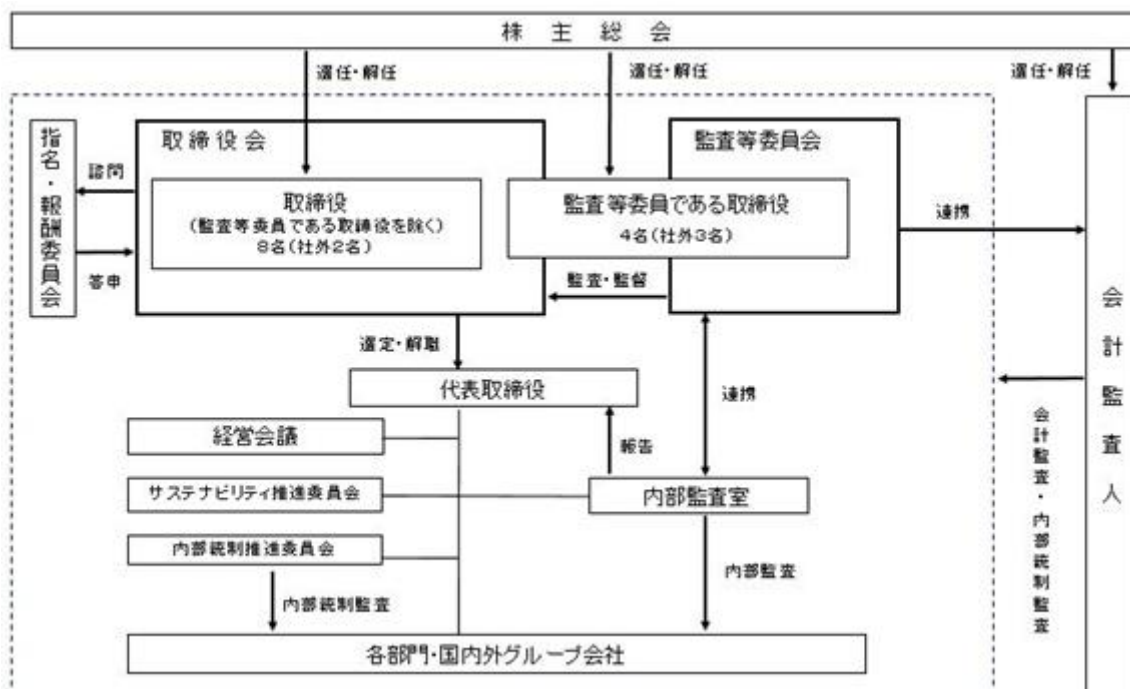 株主総会
選任・解任
選任・解任
選任・解任
指名・報酬委員会
諮問
答申
取締役会
取締役
(監査等委員である取締役を除く)
8名(社外2名)
監査等委員会
監査等委員である取締役
4名(社外3名)
監査・監督
連携
会計監査人
選定・解職
代表取締役
連携
経営会議
報告
サステナビリティ推進委員会
内部監査室
内部統制推進委員会
内部監査
内部統制監査
会計監査・内部統制監査
各部門・国内外グループ会社